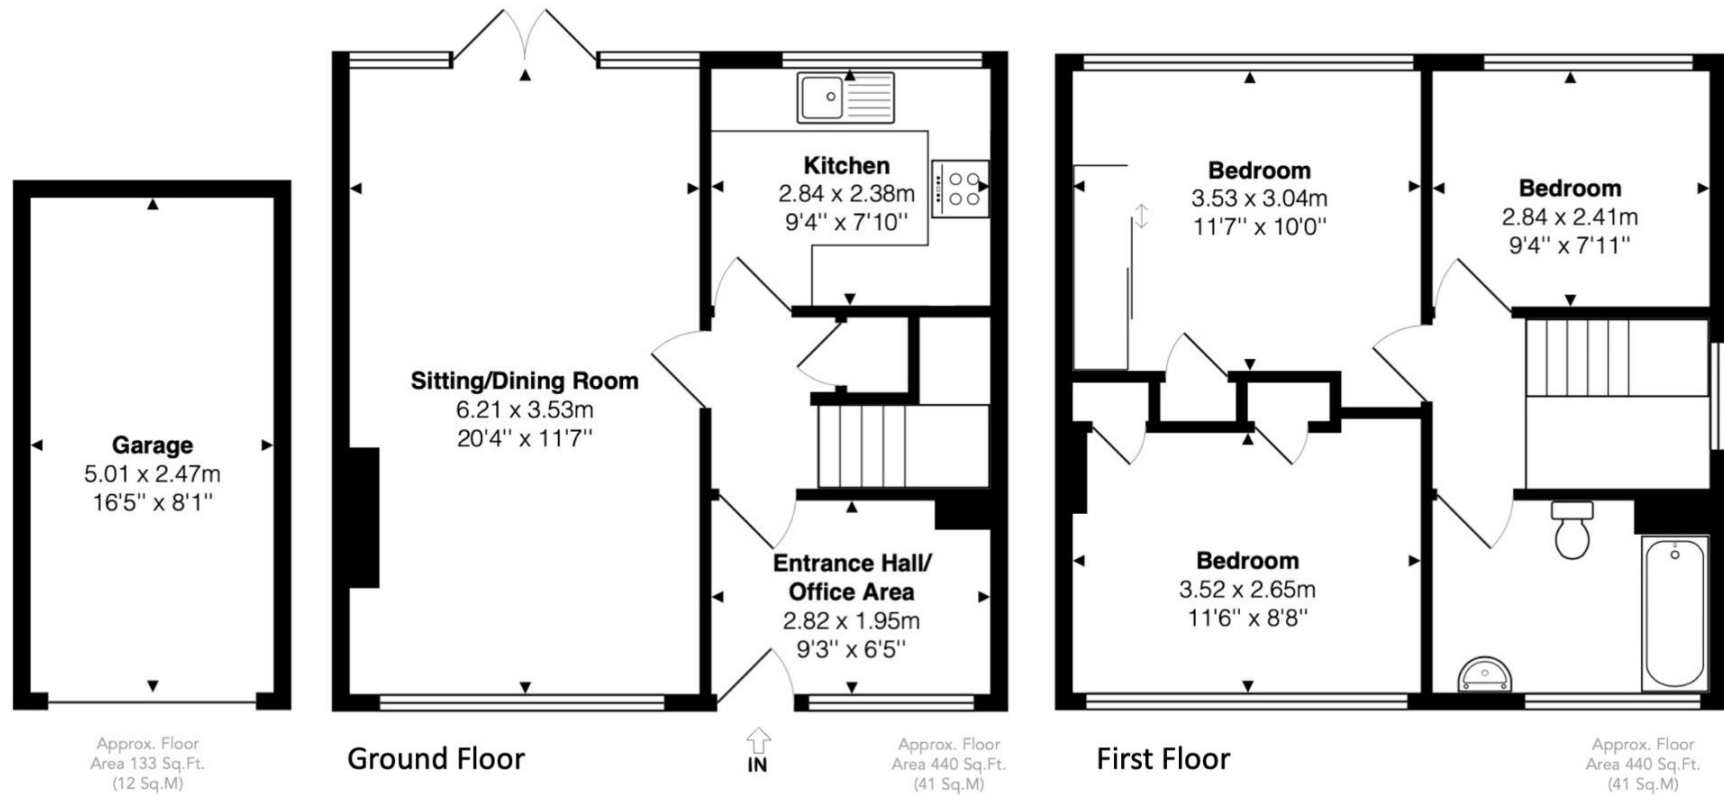 Garage
5.01 x 2.47m
16'5" x 8'1"
Approx. Floor
Area 133 Sq.Ft.
(12 Sq.M)
Sitting/Dining Room
6.21 x 3.53m
20'4" x 11'7"
Kitchen
2.84 x 2.38m
9'4" x 7'10"
Entrance Hall/
Office Area
2.82 x 1.95m
9'3" x 6'5"
Ground Floor
IN
Approx. Floor
Area 440 Sq.Ft.
(41 Sq.M)
Bedroom
3.53 x 3.04m
11'7" x 10'0"
Bedroom
2.84 x 2.41m
9'4" x 7'11"
Bedroom
3.52 x 2.65m
11'6" x 8'8"
First Floor
Approx. Floor
Area 440 Sq.Ft.
(41 Sq.M)